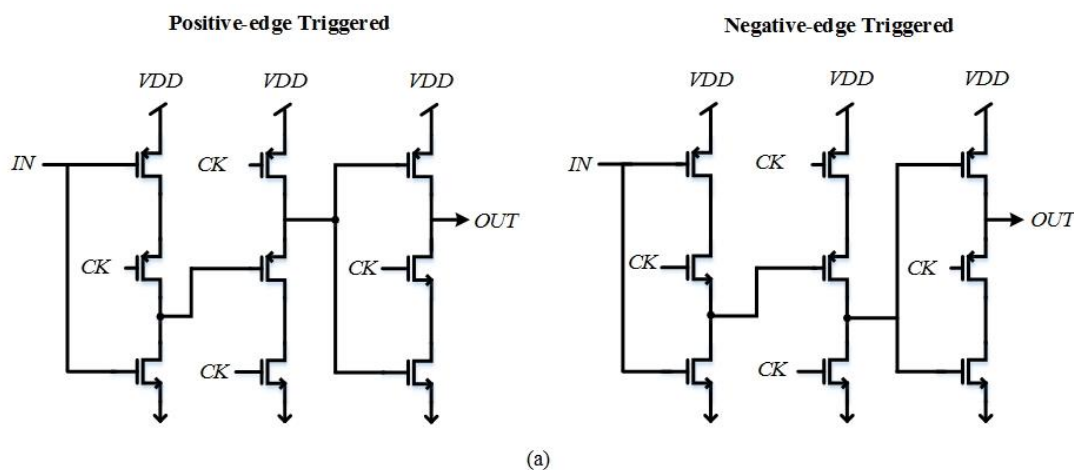 Positive-edge Triggered
Negative-edge Triggered
VDD VDD VDD
VDD VDD VDD
IN
CK
OUT
CK
CK
CK
IN
CK
OUT
CK
CK
CK
(a)